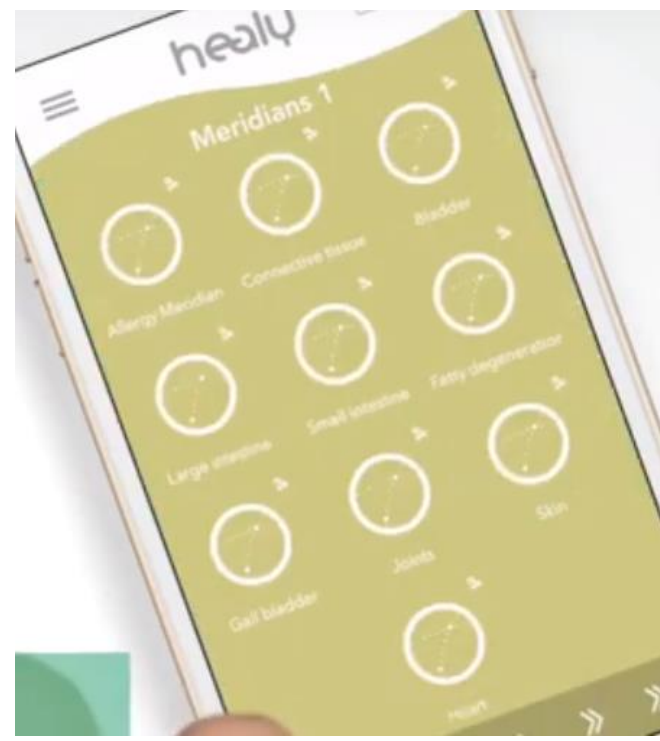 healy
Meridians 1
Allergy Meridian
Connective tissue
Bladder
Large intestine
Small intestine
Fatty degeneration
Gall bladder
Joints
Skin
Heart